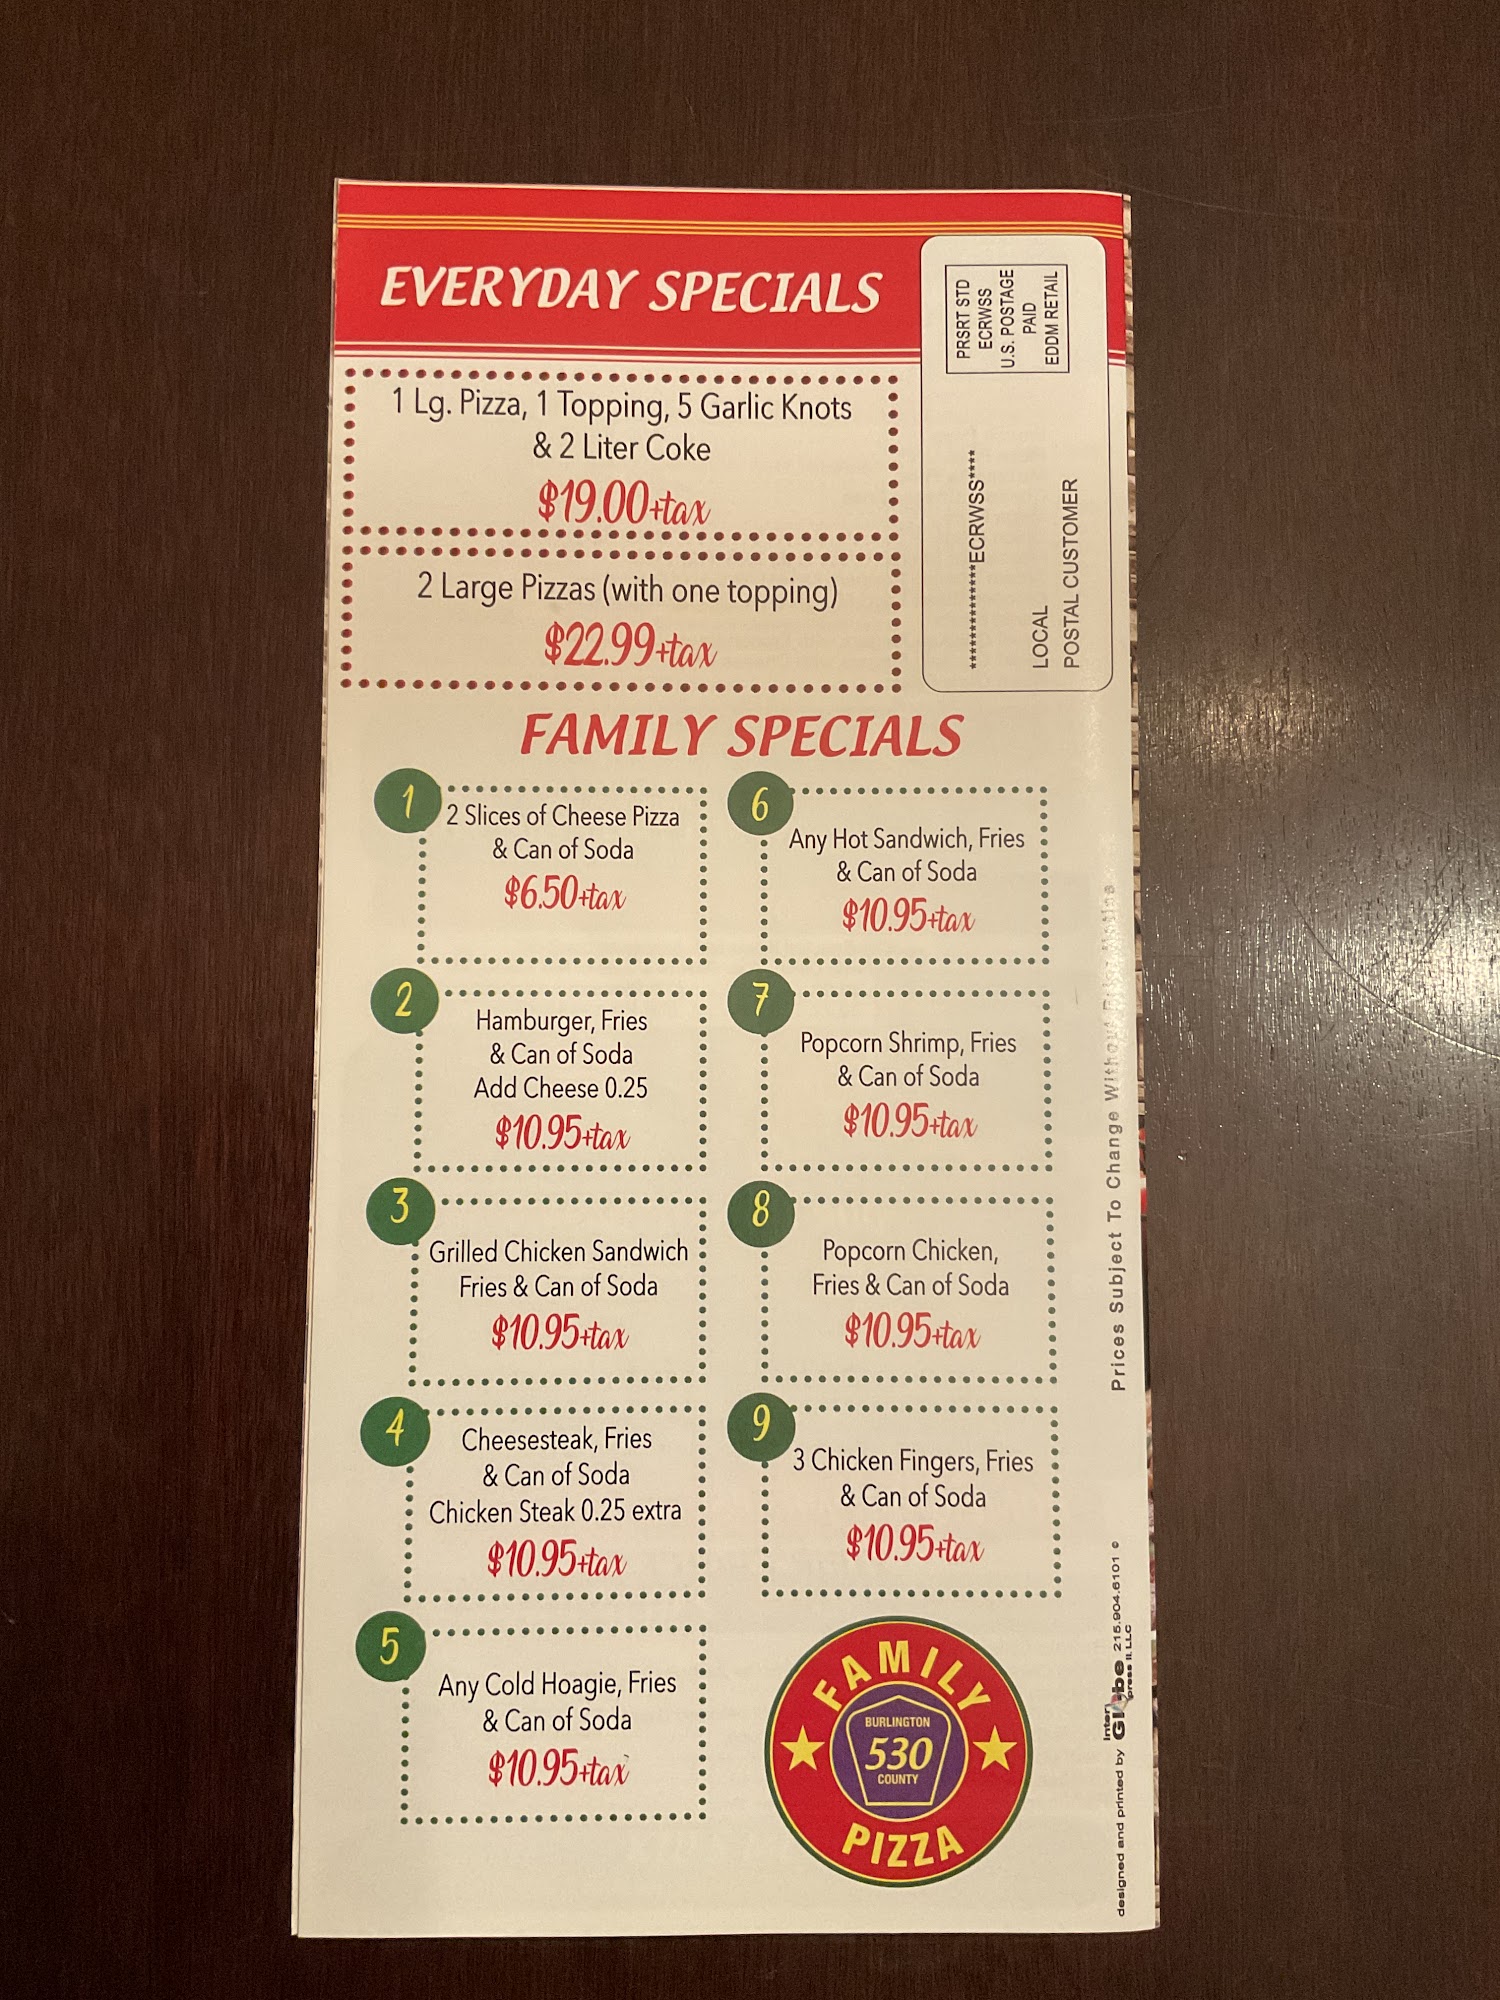 EVERYDAY SPECIALS
1 Lg. Pizza, 1 Topping, 5 Garlic Knots
& 2 Liter Coke
$19.00+tax
2 Large Pizzas (with one topping)
$22.99+tax
PRSRT STD
ECRWSS
U.S. POSTAGE
PAID
EDDM RETAIL
**************ECRWSS****
LOCAL
POSTAL CUSTOMER
FAMILY SPECIALS
1
2 Slices of Cheese Pizza
& Can of Soda
$6.50+tax
2
Hamburger, Fries
& Can of Soda
Add Cheese 0.25
$10.95+tax
3
Grilled Chicken Sandwich
Fries & Can of Soda
$10.95+tax
4
Cheesesteak, Fries
& Can of Soda
Chicken Steak 0.25 extra
$10.95+tax
5
Any Cold Hoagie, Fries
& Can of Soda
$10.95+tax
6
Any Hot Sandwich, Fries
& Can of Soda
$10.95+tax
7
Popcorn Shrimp, Fries
& Can of Soda
$10.95+tax
8
Popcorn Chicken,
Fries & Can of Soda
$10.95+tax
9
3 Chicken Fingers, Fries
& Can of Soda
$10.95+tax
FAMILY
BURLINGTON
530
COUNTY
PIZZA
Prices Subject To Change Without Prior Notice
designed and printed by Inter Globe press II, LLC 215.904.6101 ©